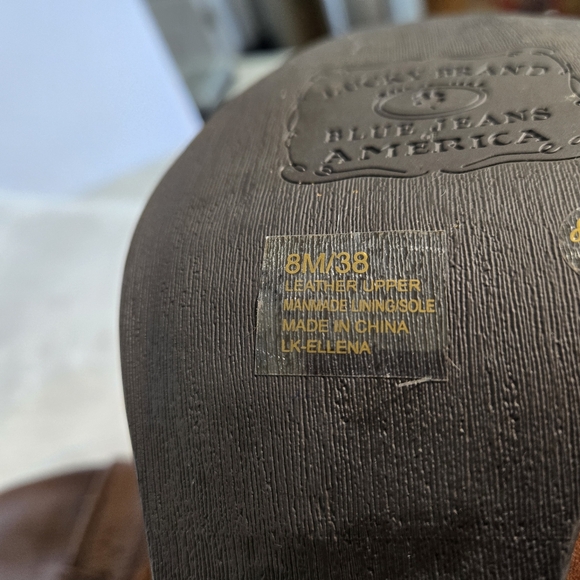 LUCKY BRAND
BLUE JEANS
AMERICA
8M/38
LEATHER UPPER
MANMADE LINING/SOLE
MADE IN CHINA
LK-ELLENA